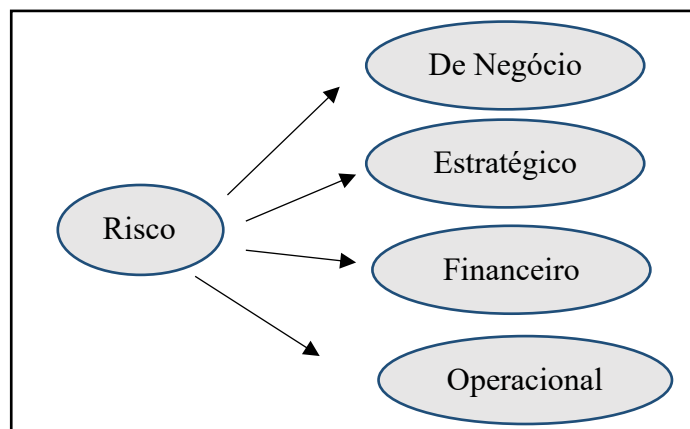 De Negócio
Estratégico
Risco
Financeiro
Operacional